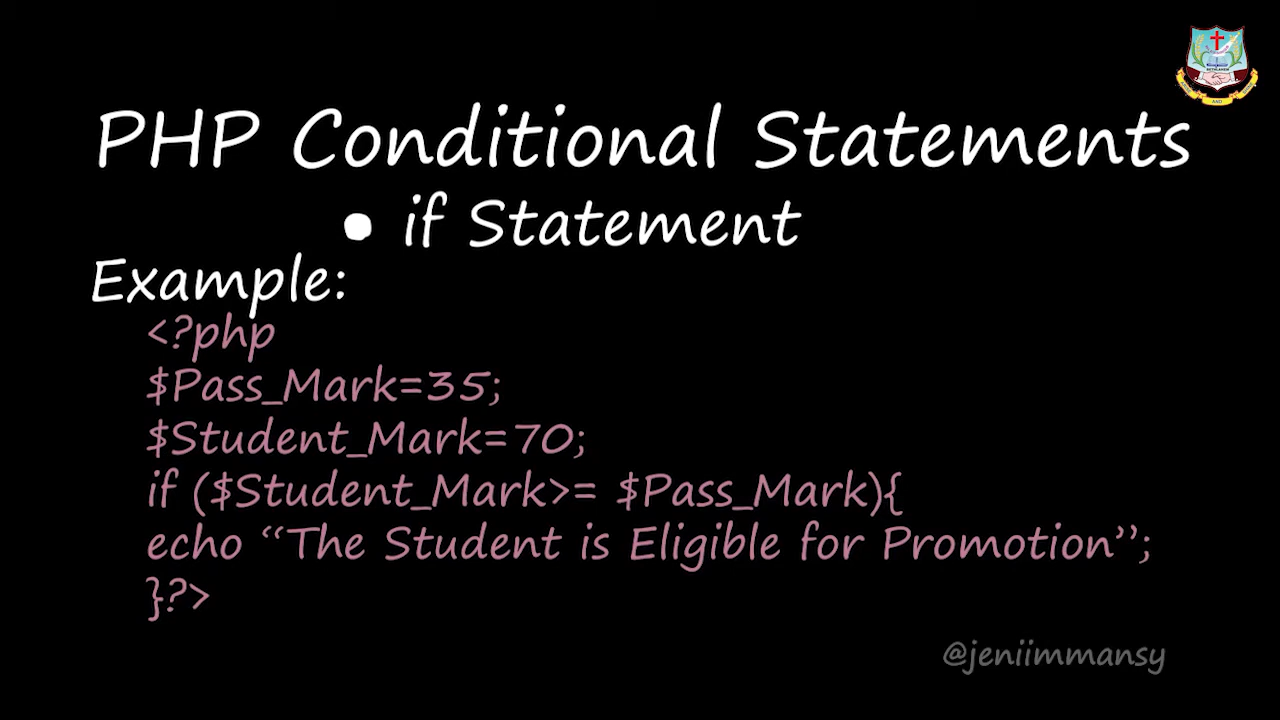 PHP Conditional Statements
• if Statement
Example:
<?php
$Pass_Mark=35;
$Student_Mark=70;
if ($Student_Mark>= $Pass_Mark){
echo “The Student is Eligible for Promotion”;
}?>
@jeniimmansy